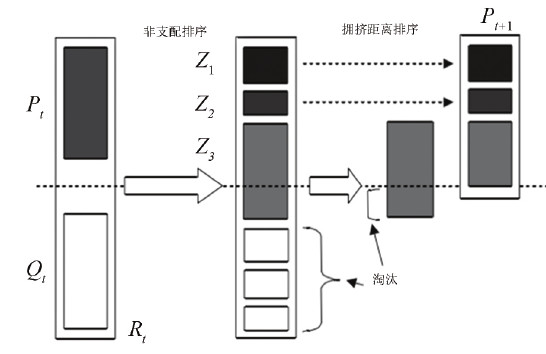 非支配排序
拥挤距离排序
P_{t+1}
Z_1
P_t
Z_2
Z_3
Q_t
淘汰
R_t